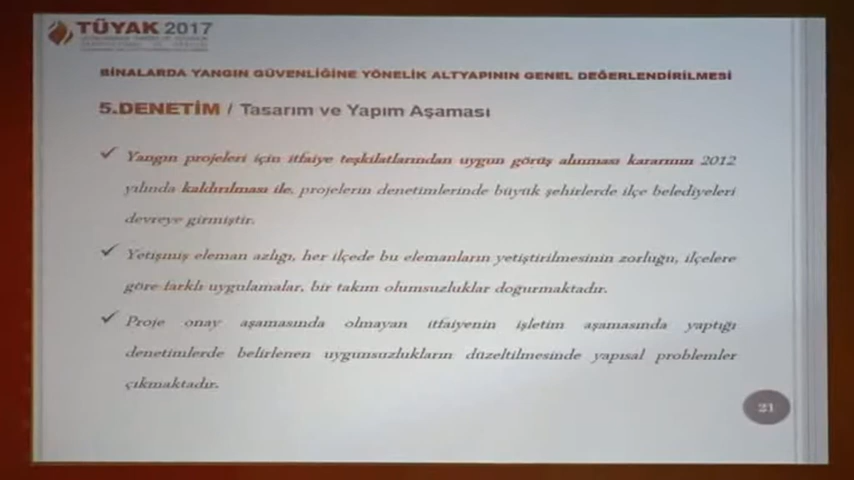 TÜYAK 2017
BİNALARDA YANGIN GÜVENLİĞİNE YÖNELİK ALTYAPININ GENEL DEĞERLENDİRİLMESİ
5.DENETİM / Tasarım ve Yapım Aşaması
✓ Yangın projeleri için itfaiye teşkilatlarından uygun görüş alınması kararının 2012
yılında kaldırılması ile, projelerin denetimlerinde büyük şehirlerde ilçe belediyeleri
devreye girmiştir.
✓ Yetişmiş eleman azlığı, her ilçede bu elemanların yetiştirilmesinin zorluğu, ilçelere
göre farklı uygulamalar, bir takım olumsuzluklar doğurmaktadır.
✓ Proje onay aşamasında olmayan itfaiyenin işletim aşamasında yaptığı
denetimlerde belirlenen uygunsuzlukların düzeltilmesinde yapısal problemler
çıkmaktadır.
21